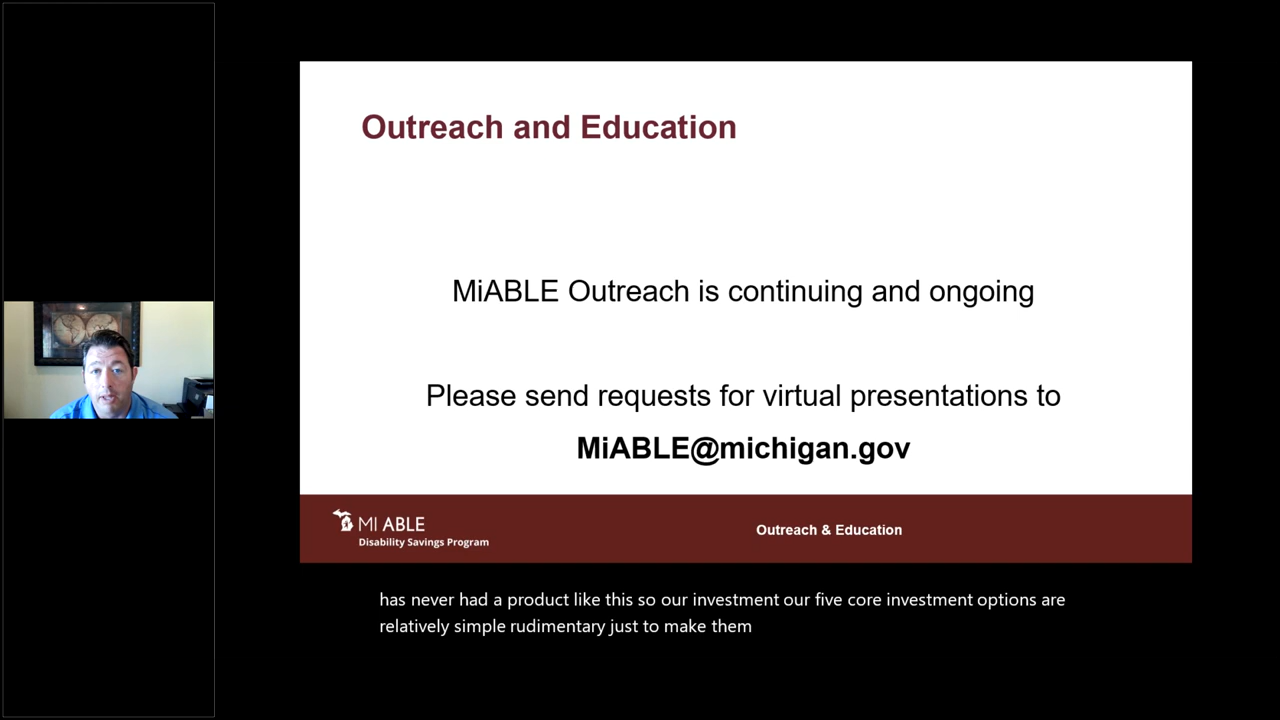 Outreach and Education
MiABLE Outreach is continuing and ongoing
Please send requests for virtual presentations to
MiABLE@michigan.gov
MI ABLE
Disability Savings Program
Outreach & Education
has never had a product like this so our investment our five core investment options are
relatively simple rudimentary just to make them